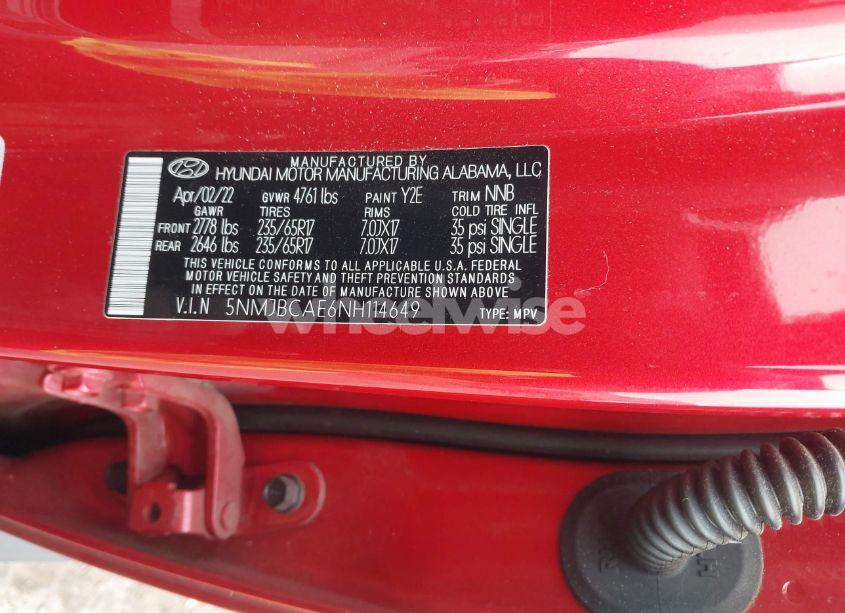 MANUFACTURED BY
HYUNDAI MOTOR MANUFACTURING ALABAMA, LLC
Apr/02/22 GVWR 4761 lbs PAINT Y2E TRIM NNB
GAWR TIRES RIMS COLD TIRE INFL
FRONT 2778 lbs 235/65R17 7.0JX17 35 psi SINGLE
REAR 2646 lbs 235/65R17 7.0JX17 35 psi SINGLE
THIS VEHICLE CONFORMS TO ALL APPLICABLE U.S.A. FEDERAL
MOTOR VEHICLE SAFETY AND THEFT PREVENTION STANDARDS
IN EFFECT ON THE DATE OF MANUFACTURE SHOWN ABOVE.
V.I.N 5NMJBCAE6NH114649 TYPE: MPV
wheelwise